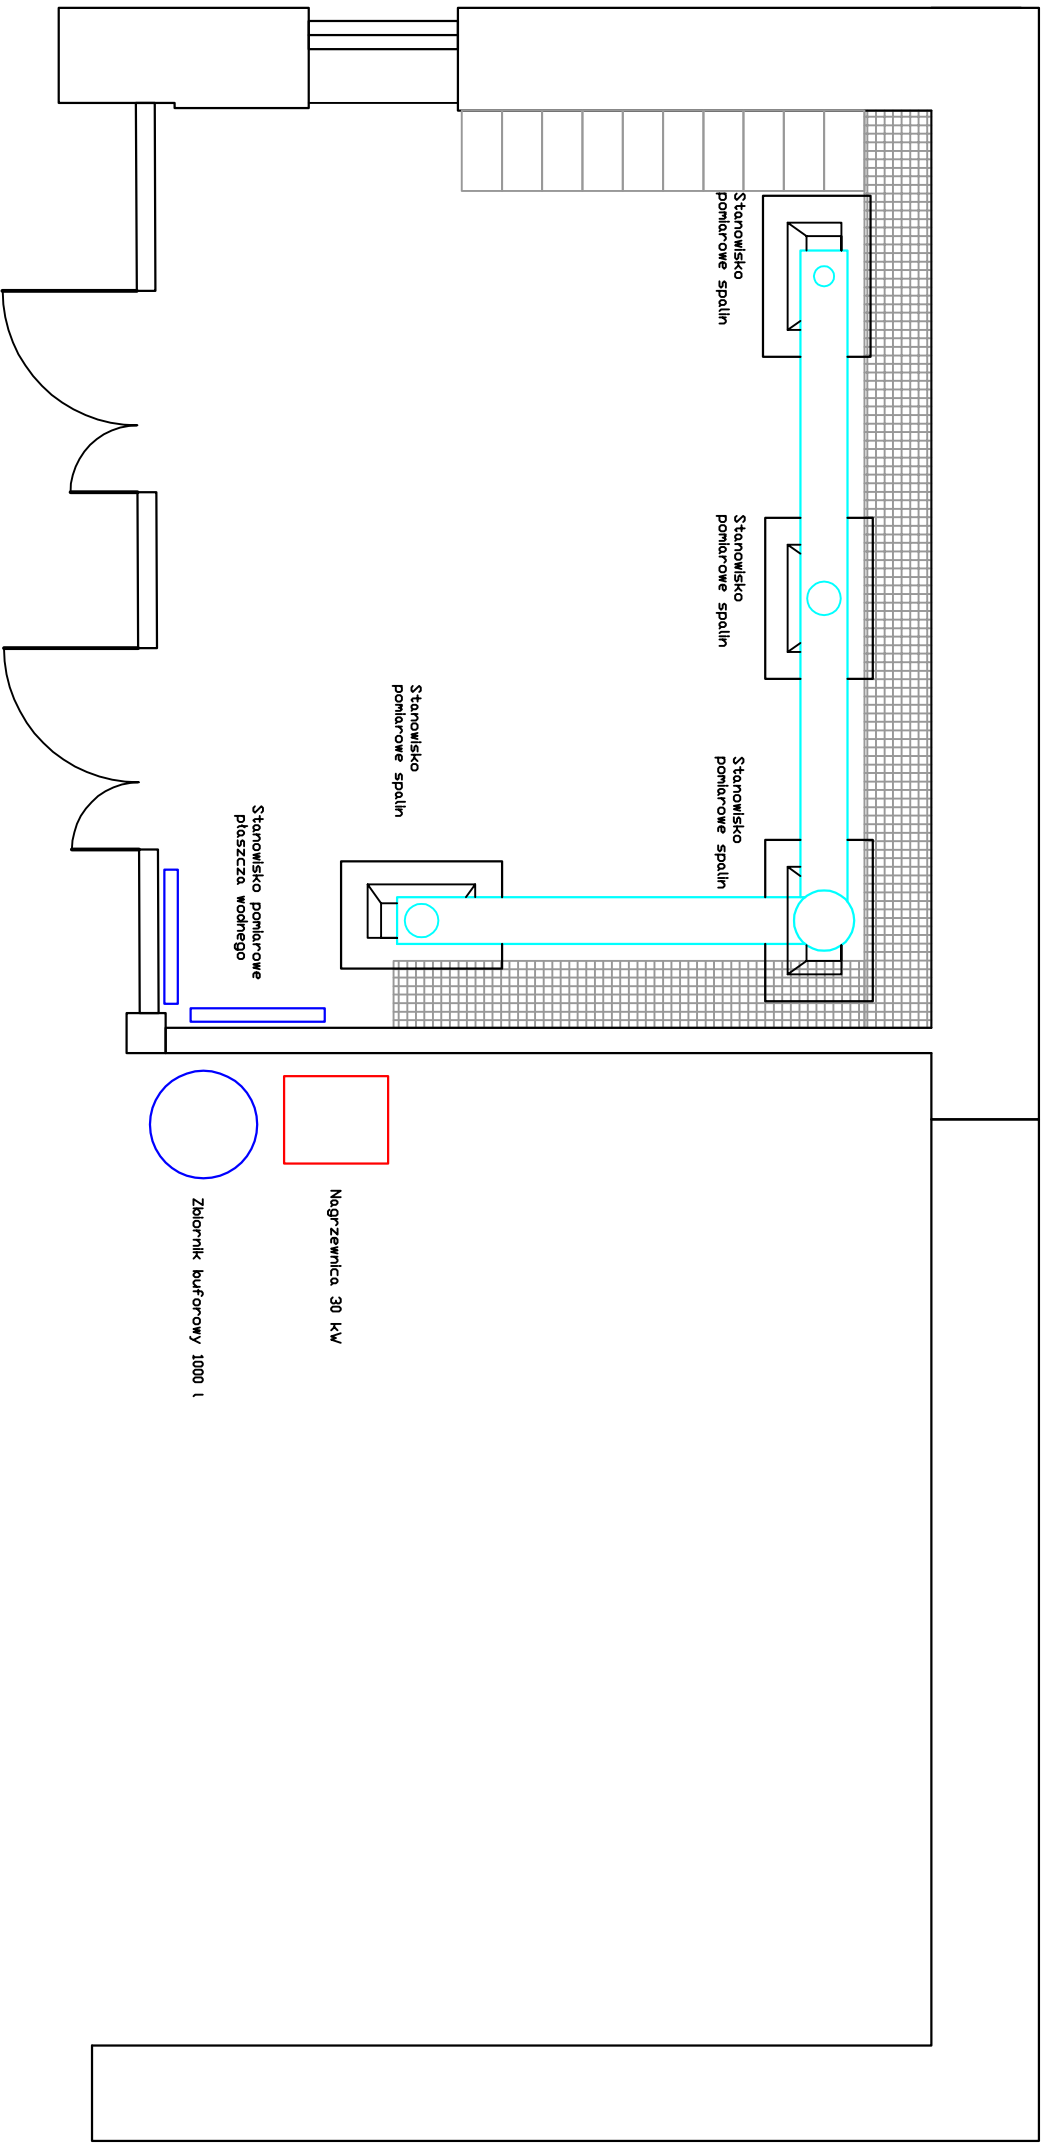 Stanowisko
pomiarowe spalin
Stanowisko
pomiarowe spalin
Stanowisko
pomiarowe spalin
Stanowisko
pomiarowe spalin
Stanowisko pomiarowe
płaszcza wodnego
Nagrzewnica 30 kW
Zbiornik buforowy 1000 l